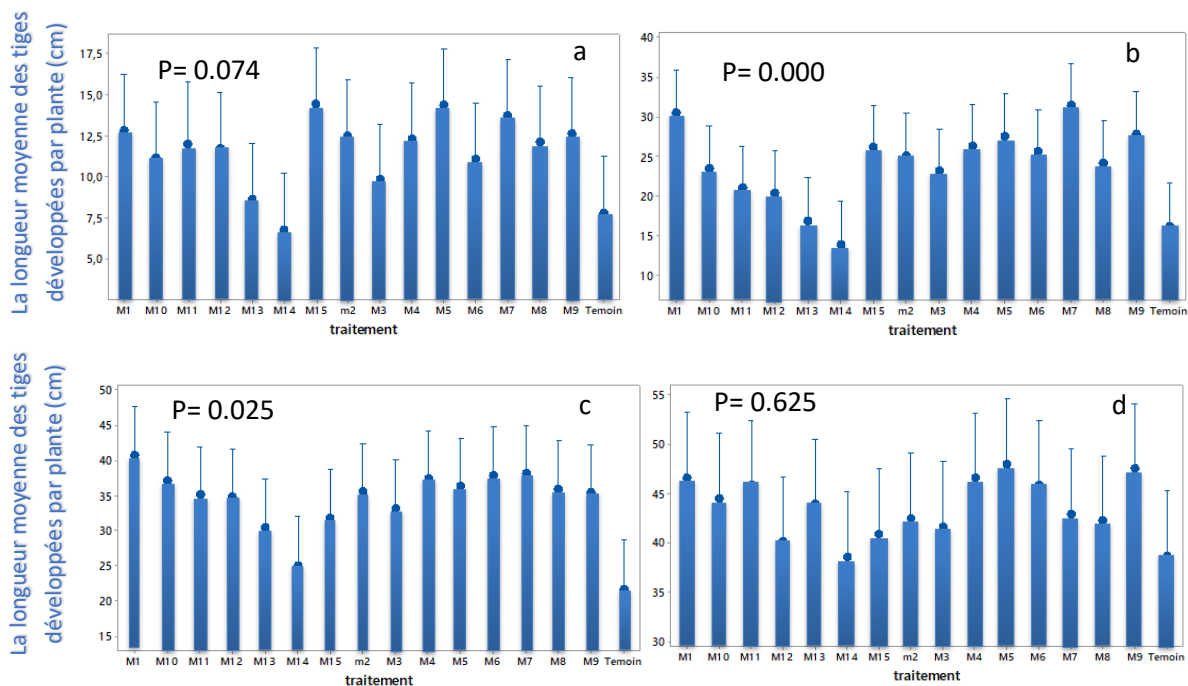 La longueur moyenne des tiges
développées par plante (cm)
a
P= 0.074
17,5
15,0
12,5
10,0
7,5
5,0
M1 M10 M11 M12 M13 M14 M15 m2 M3 M4 M5 M6 M7 M8 M9 Temoin
traitement
b
P= 0.000
40
35
30
25
20
15
10
M1 M10 M11 M12 M13 M14 M15 m2 M3 M4 M5 M6 M7 M8 M9 Temoin
traitement
La longueur moyenne des tiges
développées par plante (cm)
c
P= 0.025
50
45
40
35
30
25
20
15
M1 M10 M11 M12 M13 M14 M15 m2 M3 M4 M5 M6 M7 M8 M9 Temoin
traitement
d
P= 0.625
55
50
45
40
35
30
M1 M10 M11 M12 M13 M14 M15 m2 M3 M4 M5 M6 M7 M8 M9 Temoin
traitement